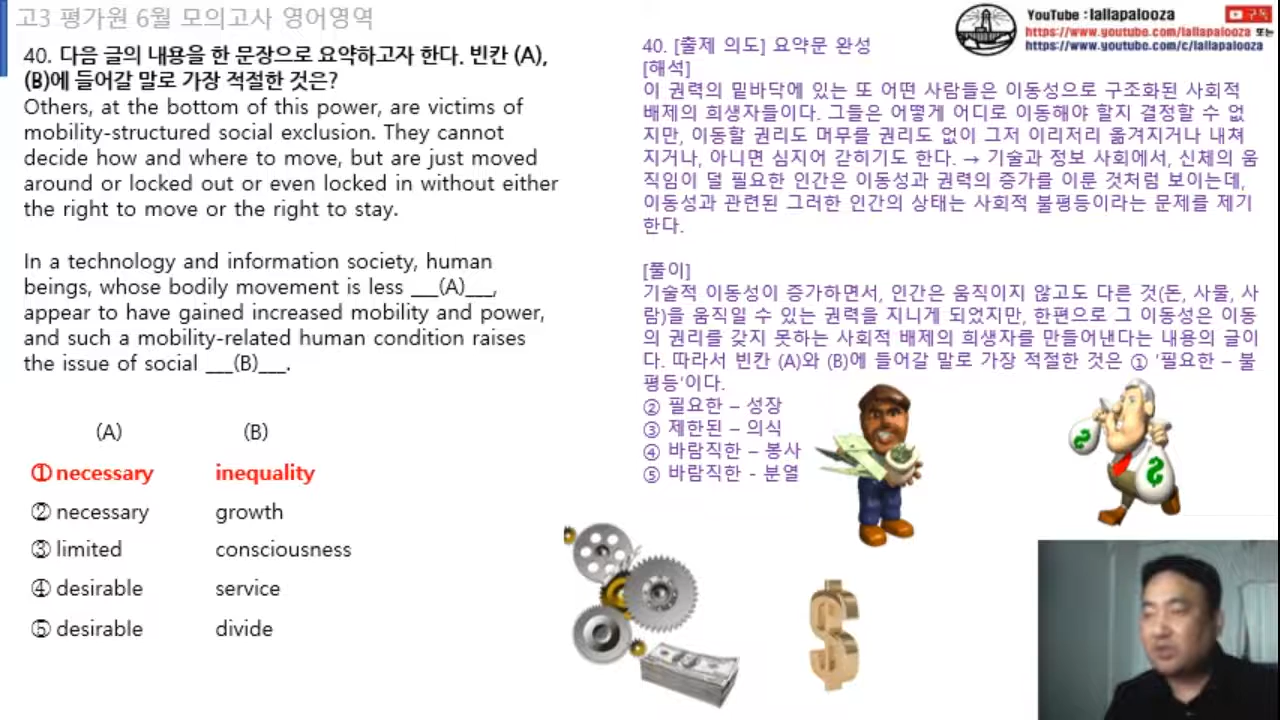 고3 평가원 6월 모의고사 영어영역
40. 다음 글의 내용을 한 문장으로 요약하고자 한다. 빈칸 (A),
(B)에 들어갈 말로 가장 적절한 것은?
Others, at the bottom of this power, are victims of
mobility-structured social exclusion. They cannot
decide how and where to move, but are just moved
around or locked out or even locked in without either
the right to move or the right to stay.
In a technology and information society, human
beings, whose bodily movement is less ___(A)___,
appear to have gained increased mobility and power,
and such a mobility-related human condition raises
the issue of social ___(B)___.
(A) (B)
① necessary inequality
② necessary growth
③ limited consciousness
④ desirable service
⑤ desirable divide
YouTube : lallapalooza 구독
https://www.youtube.com/lallapalooza 또는
https://www.youtube.com/c/lallapalooza
40. [출제 의도] 요약문 완성
[해석]
이 권력의 밑바닥에 있는 또 어떤 사람들은 이동성으로 구조화된 사회적
배제의 희생자들이다. 그들은 어떻게 어디로 이동해야 할지 결정할 수 없
지만, 이동할 권리도 머무를 권리도 없이 그저 이리저리 옮겨지거나 내쳐
지거나, 아니면 심지어 갇히기도 한다. → 기술과 정보 사회에서, 신체의 움
직임이 덜 필요한 인간은 이동성과 권력의 증가를 이룬 것처럼 보이는데,
이동성과 관련된 그러한 인간의 상태는 사회적 불평등이라는 문제를 제기
한다.
[풀이]
기술적 이동성이 증가하면서, 인간은 움직이지 않고도 다른 것(돈, 사물, 사
람)을 움직일 수 있는 권력을 지니게 되었지만, 한편으로 그 이동성은 이동
의 권리를 갖지 못하는 사회적 배제의 희생자를 만들어낸다는 내용의 글이
다. 따라서 빈칸 (A)와 (B)에 들어갈 말로 가장 적절한 것은 ① '필요한 – 불
평등'이다.
② 필요한 – 성장
③ 제한된 – 의식
④ 바람직한 – 봉사
⑤ 바람직한 - 분열